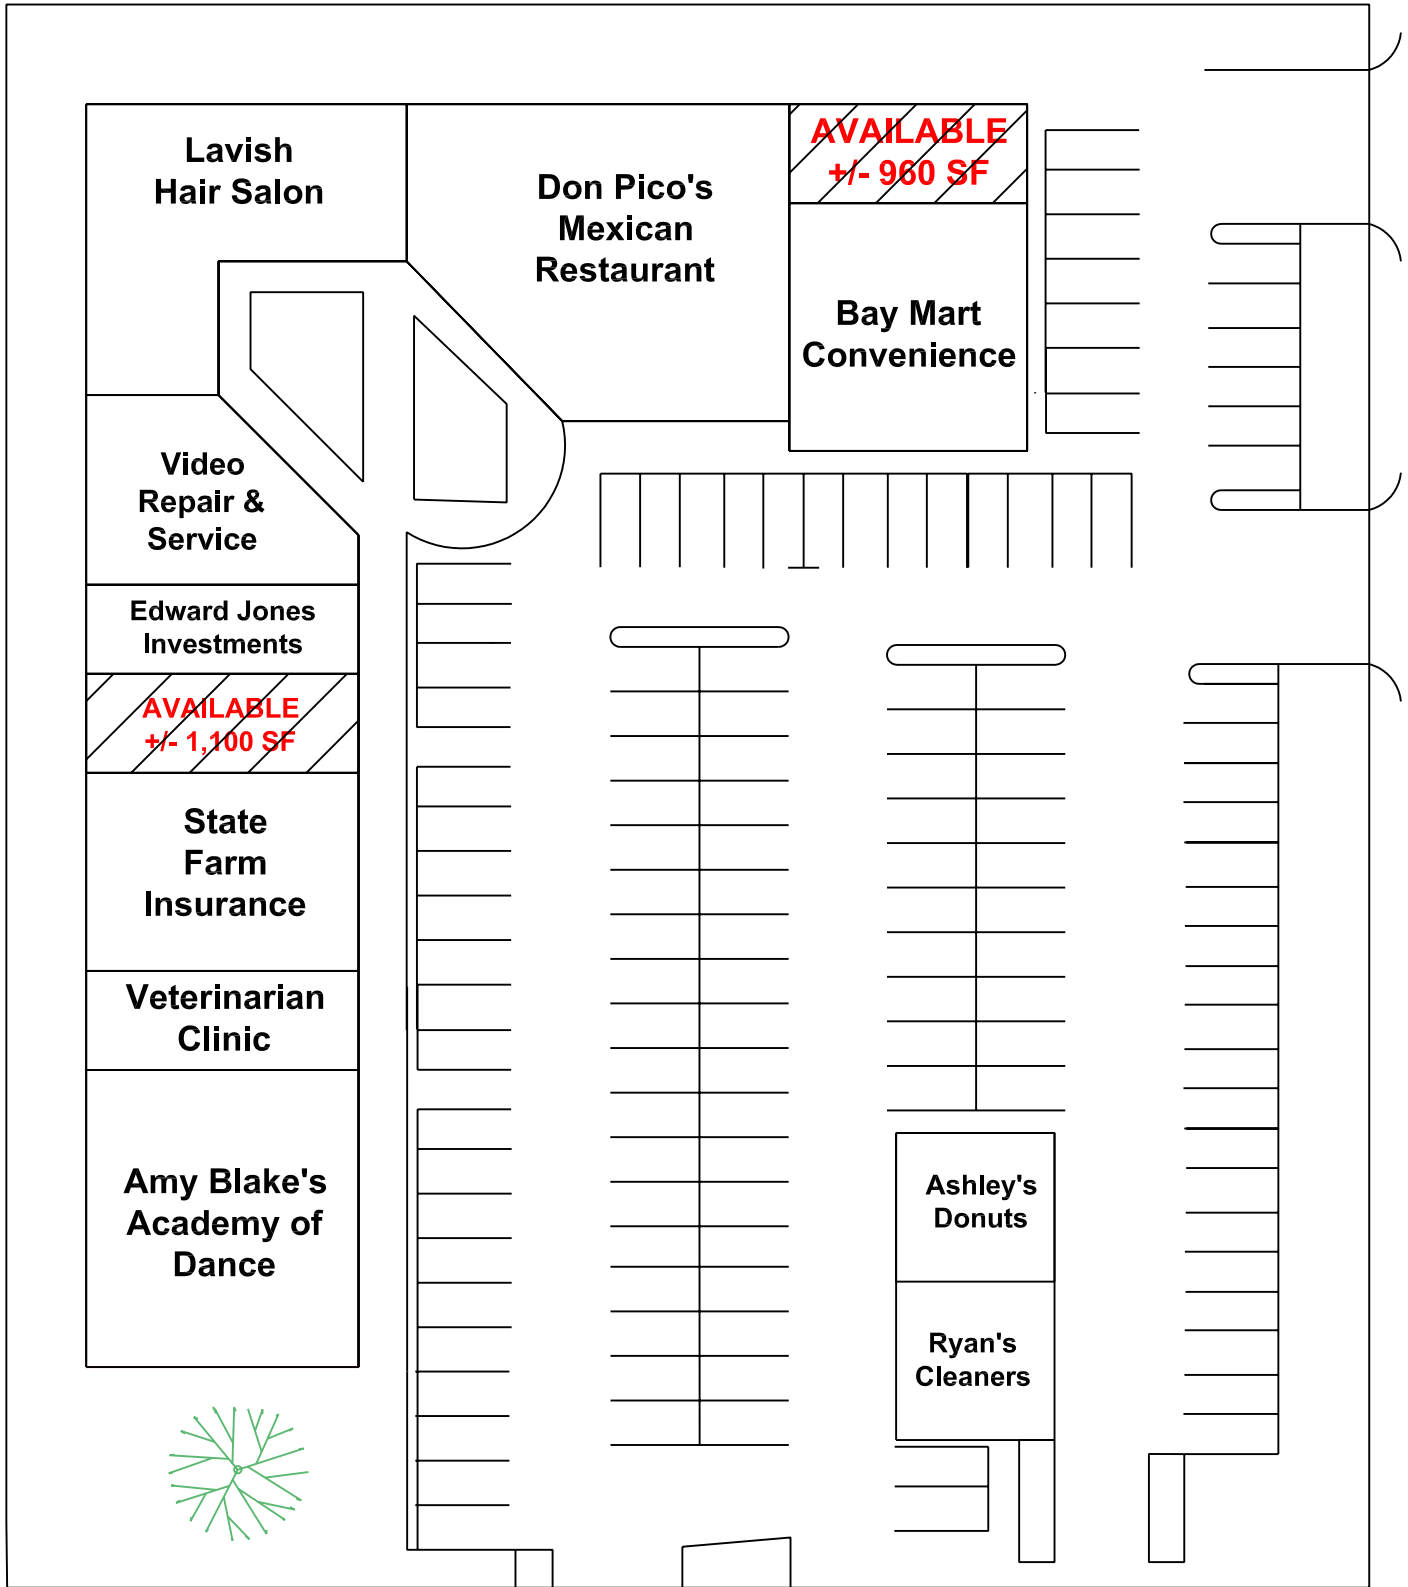 Lavish
Hair Salon
Don Pico's
Mexican
Restaurant
AVAILABLE
+/- 960 SF
Bay Mart
Convenience
Video
Repair &
Service
Edward Jones
Investments
AVAILABLE
+/- 1,100 SF
State
Farm
Insurance
Veterinarian
Clinic
Amy Blake's
Academy of
Dance
Ashley's
Donuts
Ryan's
Cleaners